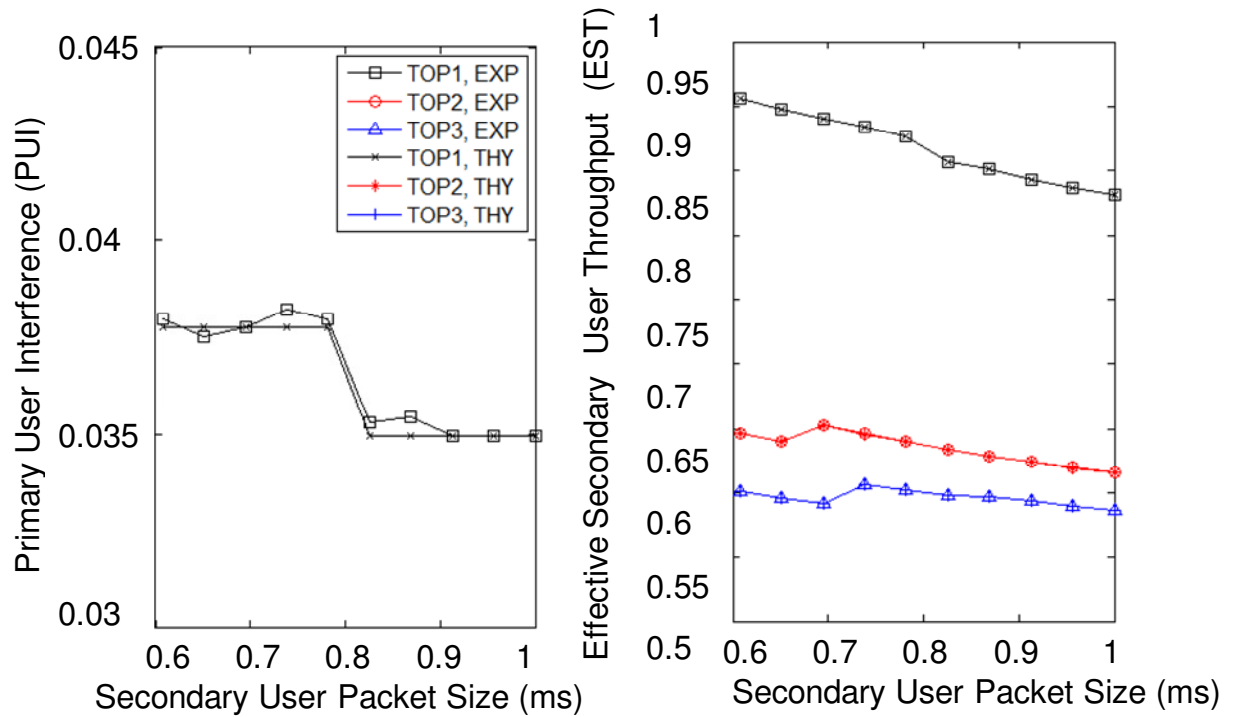 Primary User Interference (PUI)
0.045
0.04
0.035
0.03
TOP1, EXP
TOP2, EXP
TOP3, EXP
TOP1, THY
TOP2, THY
TOP3, THY
0.6 0.7 0.8 0.9 1
Secondary User Packet Size (ms)
Effective Secondary User Throughput (EST)
1
0.95
0.9
0.85
0.8
0.75
0.7
0.65
0.6
0.55
0.5
0.6 0.7 0.8 0.9 1
Secondary User Packet Size (ms)